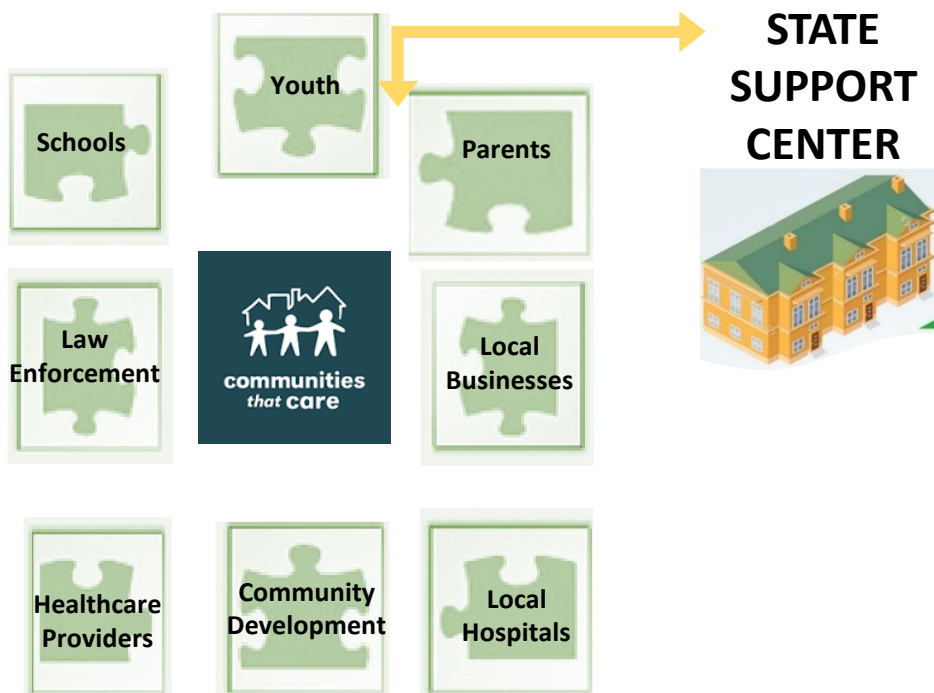 STATE
SUPPORT
CENTER
Youth
Schools
Parents
communities
that care
Law
Enforcement
Local
Businesses
Healthcare
Providers
Community
Development
Local
Hospitals